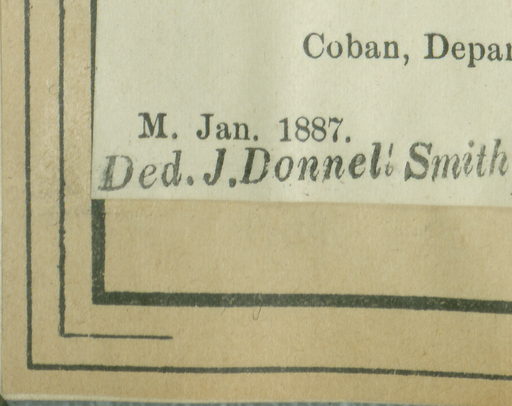 Coban, Depar
M. Jan. 1887.
Ded. J. Donnell Smith